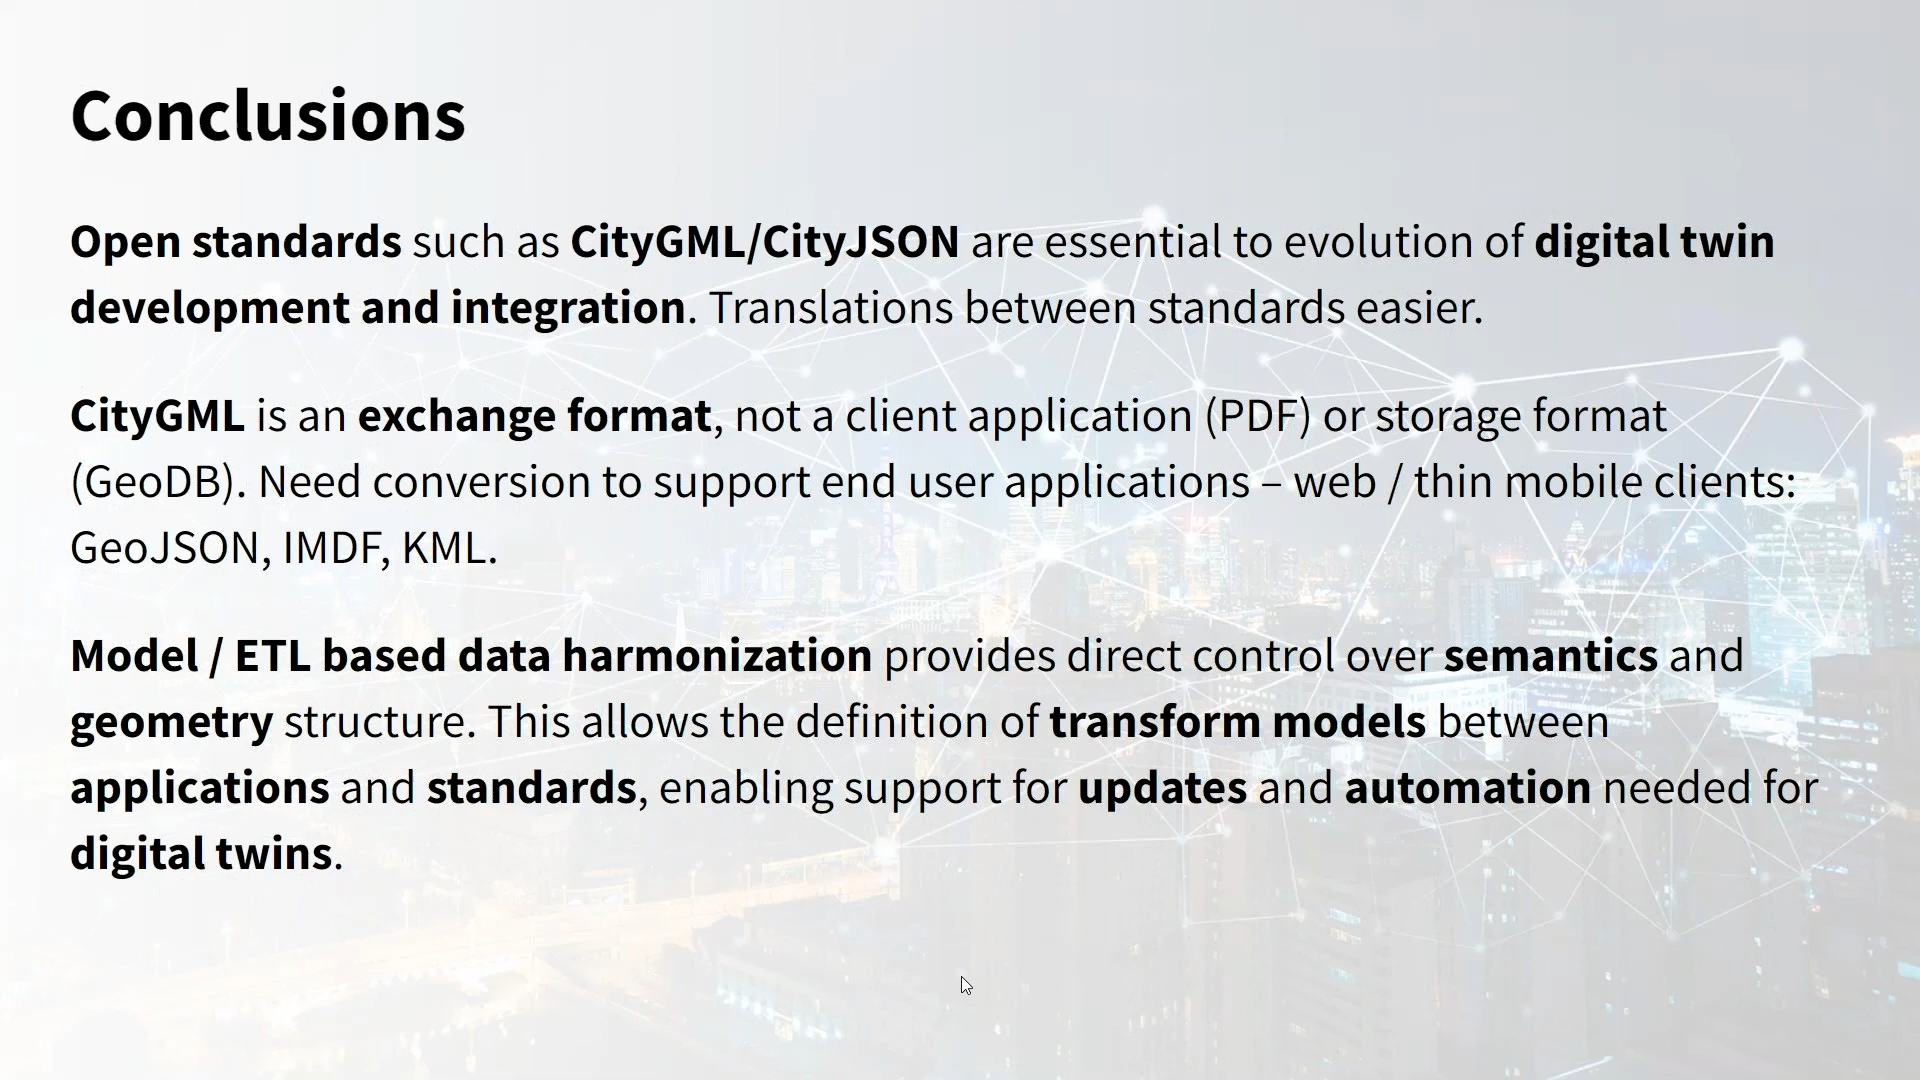 Conclusions
Open standards such as CityGML/CityJSON are essential to evolution of digital twin
development and integration. Translations between standards easier.
CityGML is an exchange format, not a client application (PDF) or storage format
(GeoDB). Need conversion to support end user applications – web / thin mobile clients:
GeoJSON, IMDF, KML.
Model / ETL based data harmonization provides direct control over semantics and
geometry structure. This allows the definition of transform models between
applications and standards, enabling support for updates and automation needed for
digital twins.